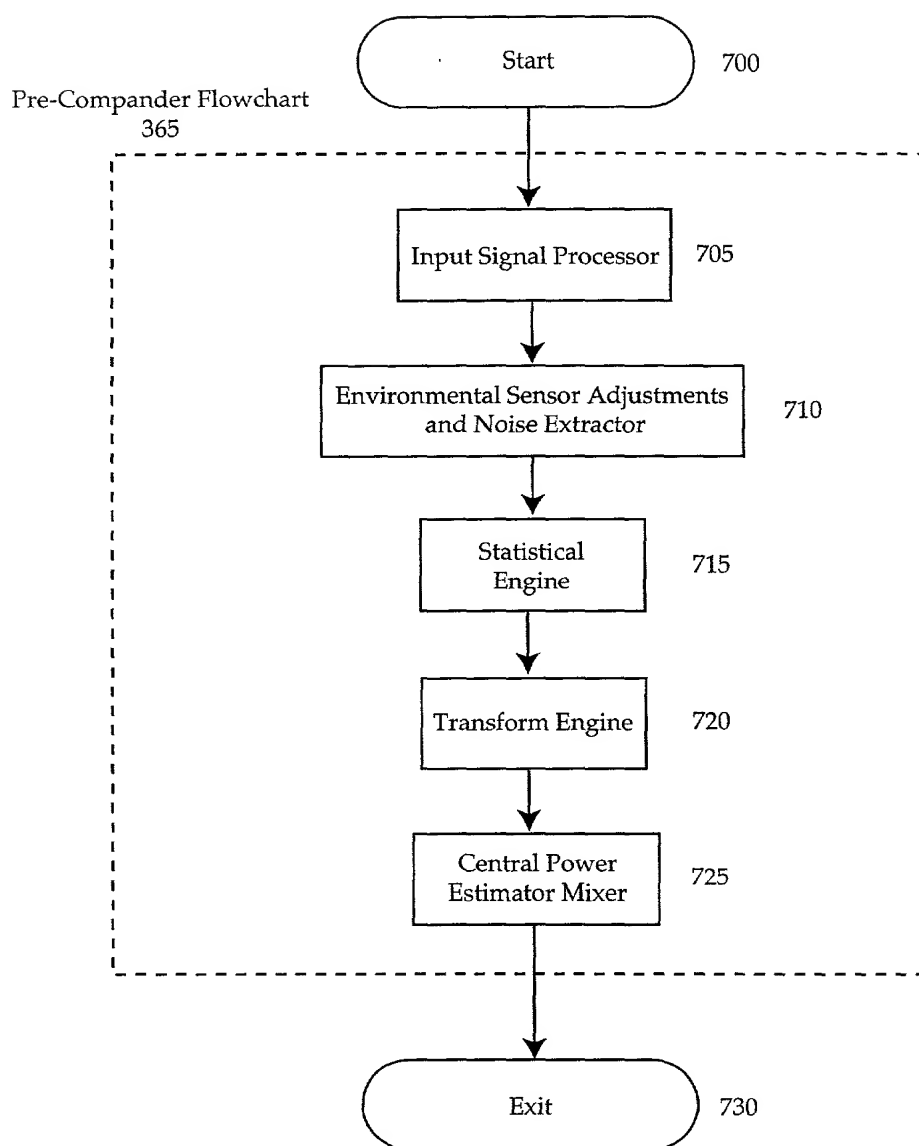 Start
700
Pre-Compander Flowchart
365
Input Signal Processor
705
Environmental Sensor Adjustments
and Noise Extractor
710
Statistical
Engine
715
Transform Engine
720
Central Power
Estimator Mixer
725
Exit
730